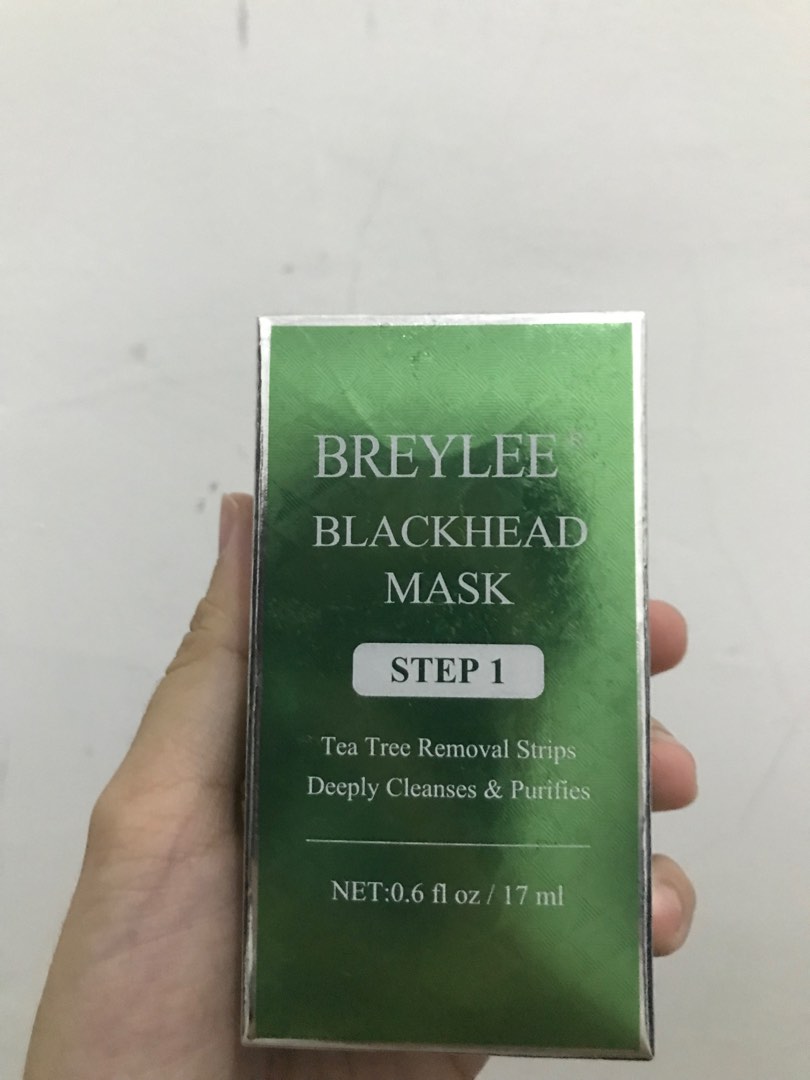 BREYLEE®
BLACKHEAD
MASK
STEP 1
Tea Tree Removal Strips
Deeply Cleanses & Purifies
NET:0.6 fl oz / 17 ml